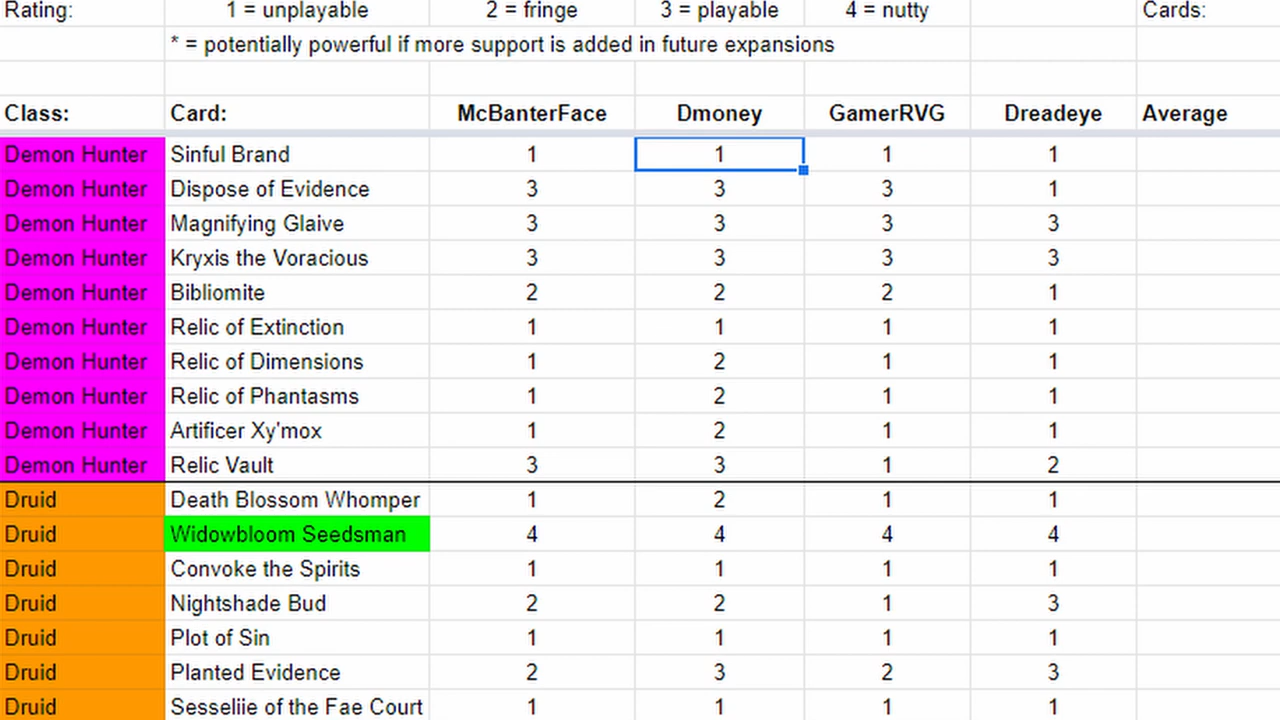 Rating: 1 = unplayable 2 = fringe 3 = playable 4 = nutty Cards:
* = potentially powerful if more support is added in future expansions
Class: Card: McBanterFace Dmoney GamerRVG Dreadeye Average
Demon Hunter Sinful Brand 1 1 1 1
Demon Hunter Dispose of Evidence 3 3 3 1
Demon Hunter Magnifying Glaive 3 3 3 3
Demon Hunter Kryxis the Voracious 3 3 3 3
Demon Hunter Bibliomite 2 2 2 1
Demon Hunter Relic of Extinction 1 1 1 1
Demon Hunter Relic of Dimensions 1 2 1 1
Demon Hunter Relic of Phantasms 1 2 1 1
Demon Hunter Artificer Xy'mox 1 2 1 1
Demon Hunter Relic Vault 3 3 1 2
Druid Death Blossom Whomper 1 2 1 1
Druid Widowbloom Seedsman 4 4 4 4
Druid Convoke the Spirits 1 1 1 1
Druid Nightshade Bud 2 2 1 3
Druid Plot of Sin 1 1 1 1
Druid Planted Evidence 2 3 2 3
Druid Sesseliie of the Fae Court 1 1 1 1